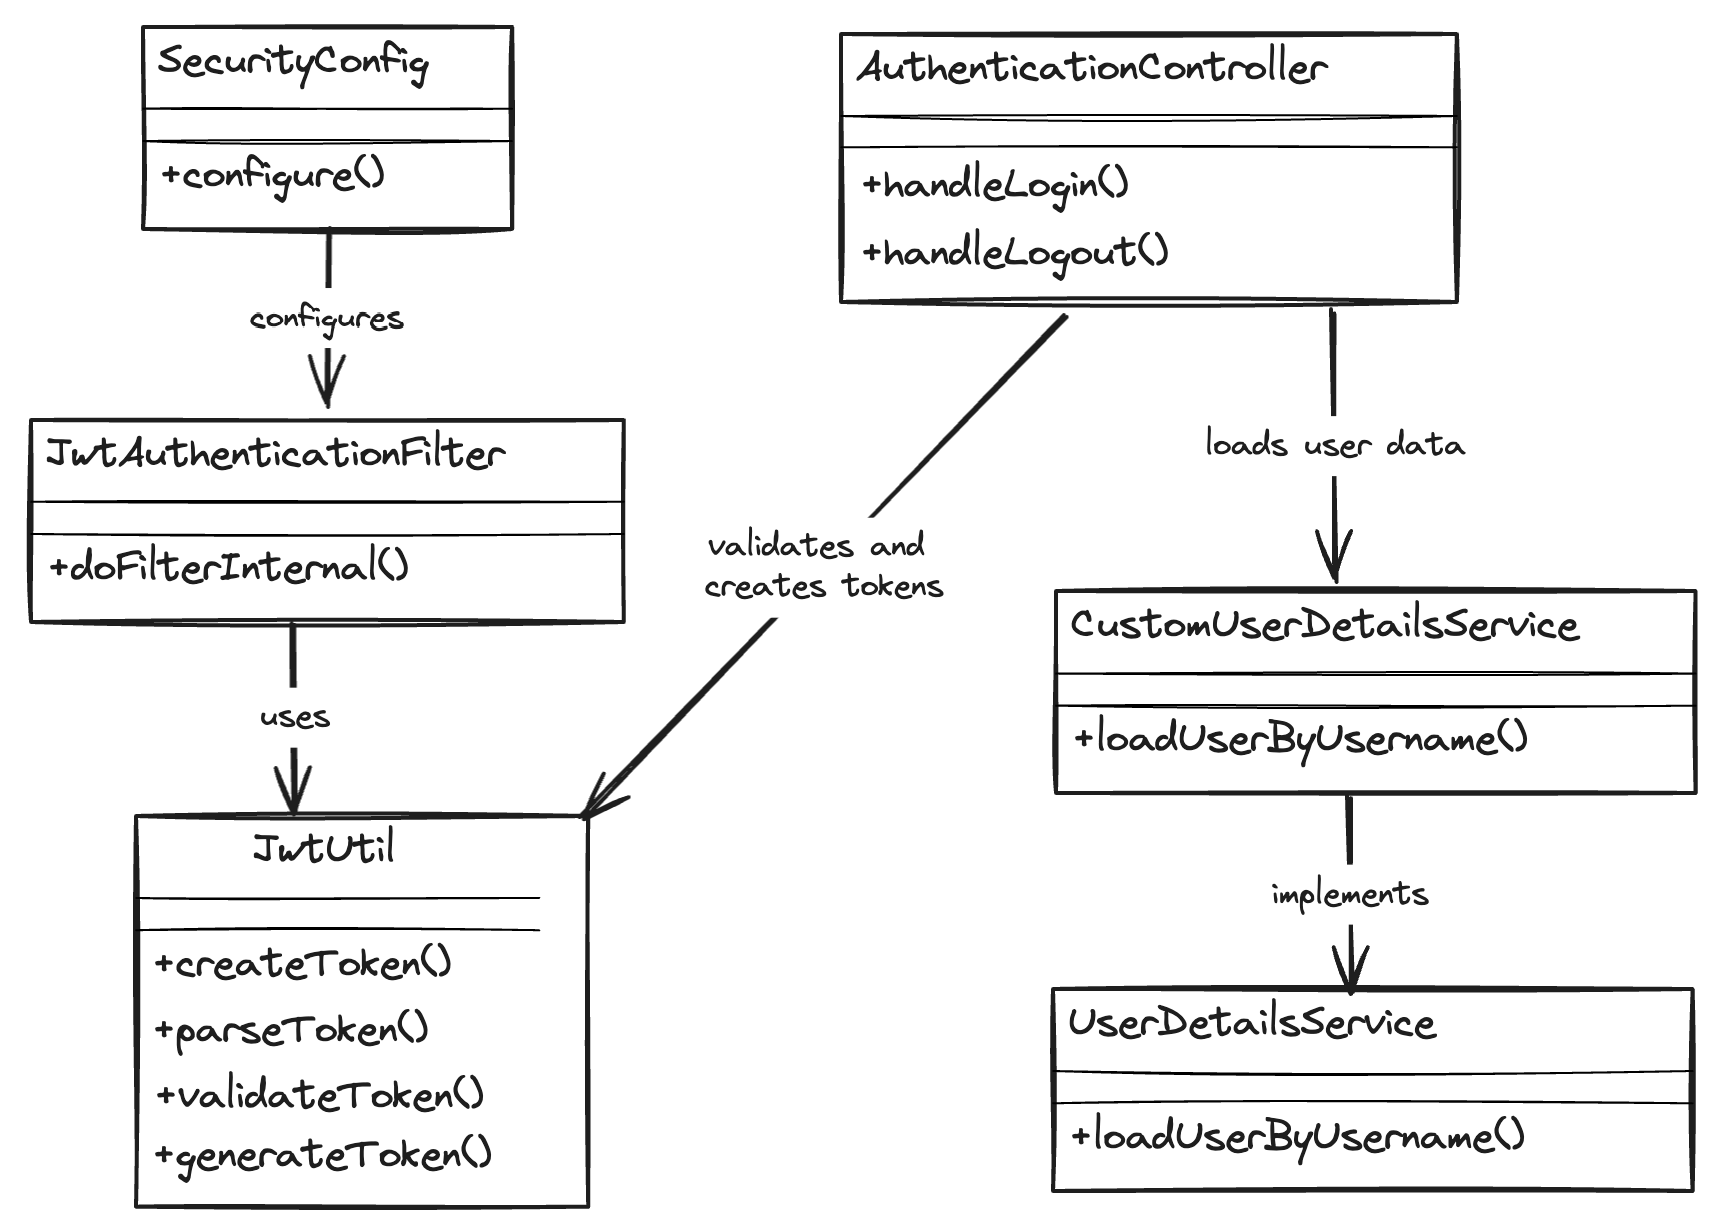 SecurityConfig
+configure()
configures
JwtAuthenticationFilter
+doFilterInternal()
uses
JwtUtil
+createToken()
+parseToken()
+validateToken()
+generateToken()
AuthenticationController
+handleLogin()
+handleLogout()
validates and
creates tokens
loads user data
CustomUserDetailsService
+loadUserByUsername()
implements
UserDetailsService
+loadUserByUsername()